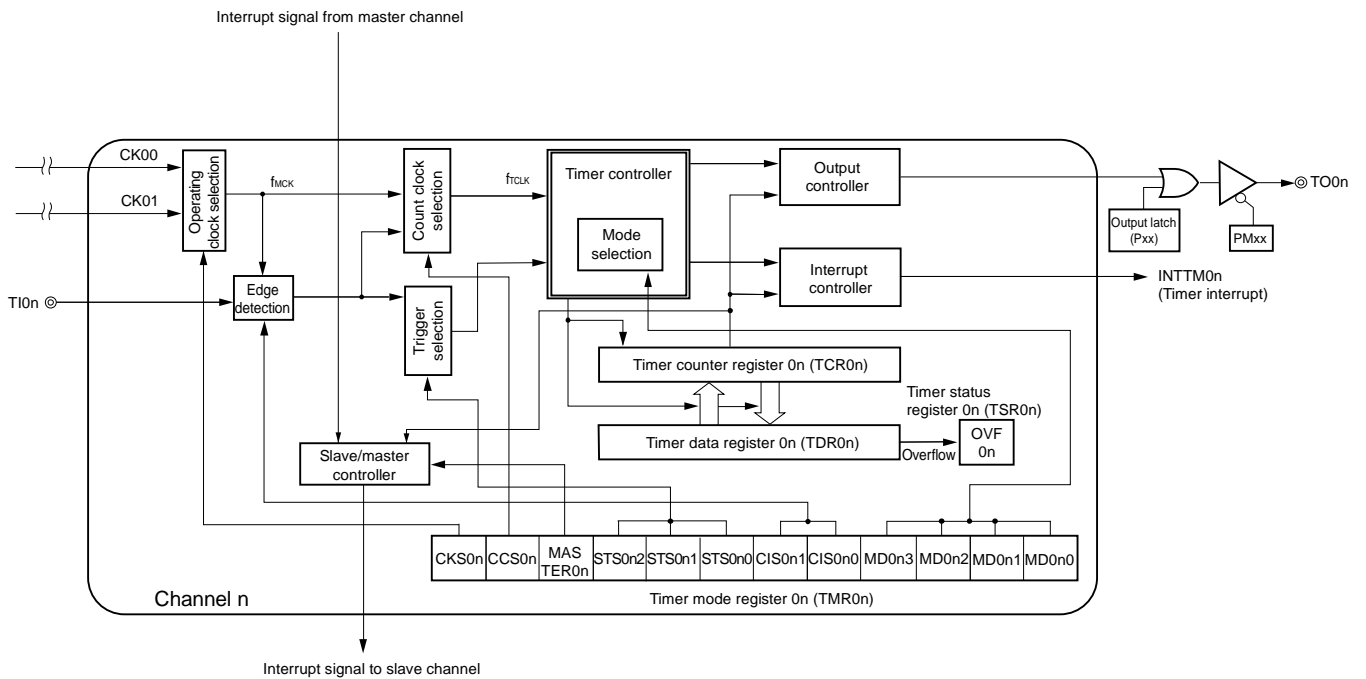 Interrupt signal from master channel
CK00
CK01
Operating
clock selection
fMCK
Count clock
selection
fTCLK
Timer controller
Mode
selection
Output
controller
TO0n
Output latch
(Pxx)
PMxx
Interrupt
controller
INTTM0n
(Timer interrupt)
TI0n
Edge
detection
Trigger
selection
Timer counter register 0n (TCR0n)
Timer status
register 0n (TSR0n)
Timer data register 0n (TDR0n)
Overflow
OVF
0n
Slave/master
controller
CKS0n
CCS0n
MAS
TER0n
STS0n2
STS0n1
STS0n0
CIS0n1
CIS0n0
MD0n3
MD0n2
MD0n1
MD0n0
Channel n
Timer mode register 0n (TMR0n)
Interrupt signal to slave channel